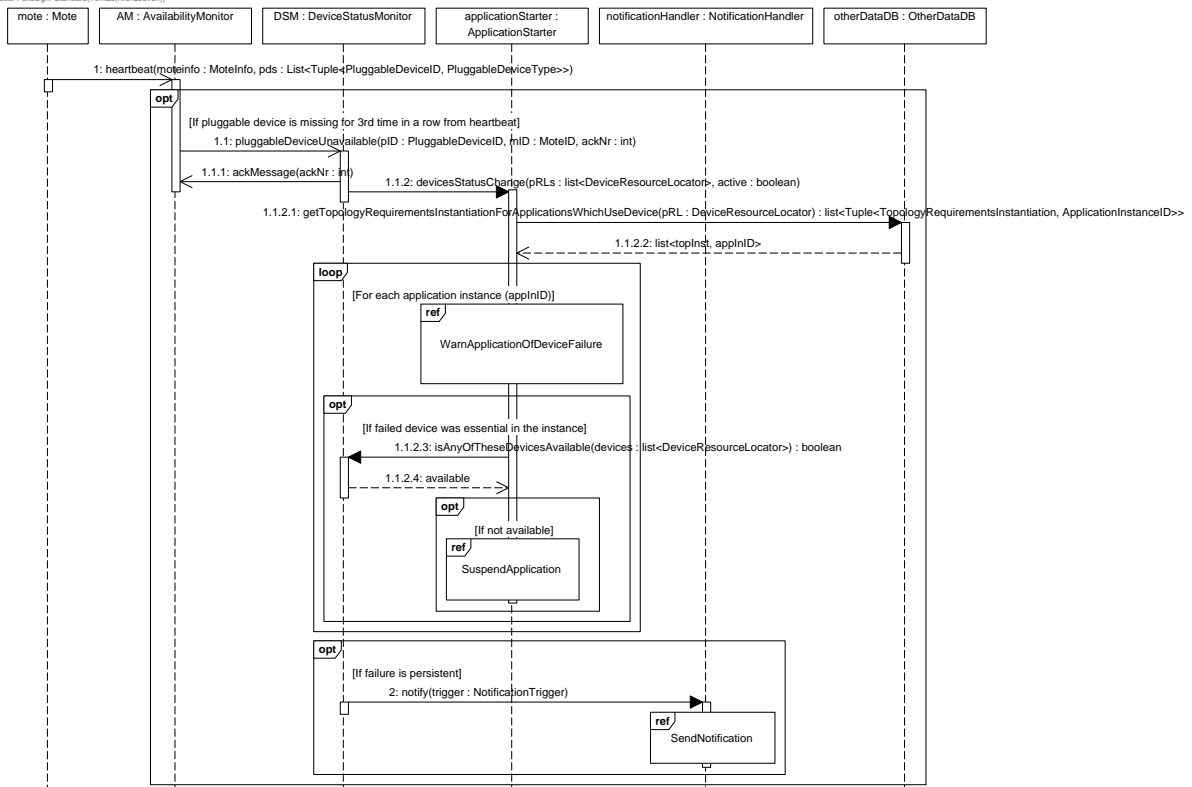 mote : Mote
AM : AvailabilityMonitor
DSM : DeviceStatusMonitor
applicationStarter :
ApplicationStarter
notificationHandler : NotificationHandler
otherDataDB : OtherDataDB
1: heartbeat(moteinfo : MoteInfo, pds : List<Tuple<PluggableDeviceID, PluggableDeviceType>>)
opt
[If pluggable device is missing for 3rd time in a row from heartbeat]
1.1: pluggableDeviceUnavailable(pID : PluggableDeviceID, mID : MoteID, ackNr : int)
1.1.1: ackMessage(ackNr : int)
1.1.2: devicesStatusChange(pRLs : list<DeviceResourceLocator>, active : boolean)
1.1.2.1: getTopologyRequirementsInstantiationForApplicationsWhichUseDevice(pRL : DeviceResourceLocator) : list<Tuple<TopologyRequirementsInstantiation, ApplicationInstanceID>>
1.1.2.2: list<topInst, appInID>
loop
[For each application instance (appInID)]
ref
WarnApplicationOfDeviceFailure
opt
[If failed device was essential in the instance]
1.1.2.3: isAnyOfTheseDevicesAvailable(devices : list<DeviceResourceLocator>) : boolean
1.1.2.4: available
opt
[If not available]
ref
SuspendApplication
opt
[If failure is persistent]
2: notify(trigger : NotificationTrigger)
ref
SendNotification